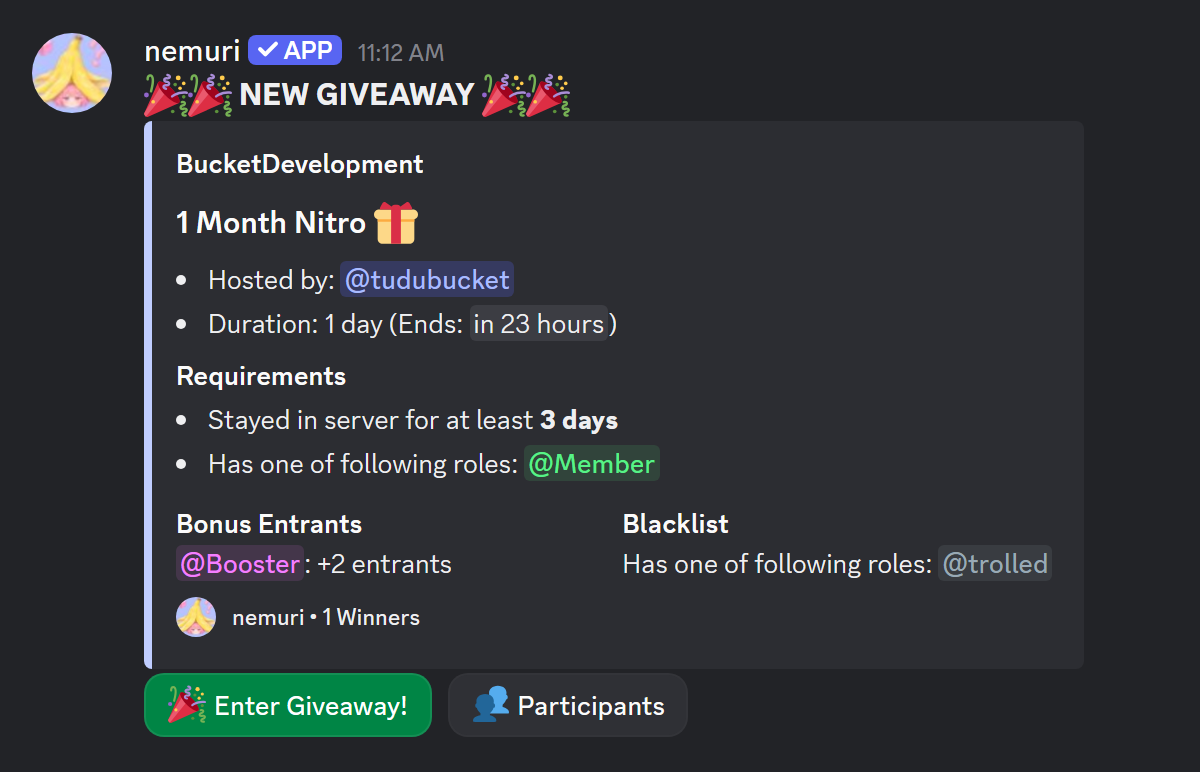 nemuri ✓ APP 11:12 AM
🎉🎉 NEW GIVEAWAY 🎉🎉
BucketDevelopment
1 Month Nitro 🎁
• Hosted by: @tudubucket
• Duration: 1 day (Ends: in 23 hours)
Requirements
• Stayed in server for at least 3 days
• Has one of following roles: @Member
Bonus Entrants
@Booster: +2 entrants
Blacklist
Has one of following roles: @trolled
nemuri • 1 Winners
🎉 Enter Giveaway!
👥 Participants